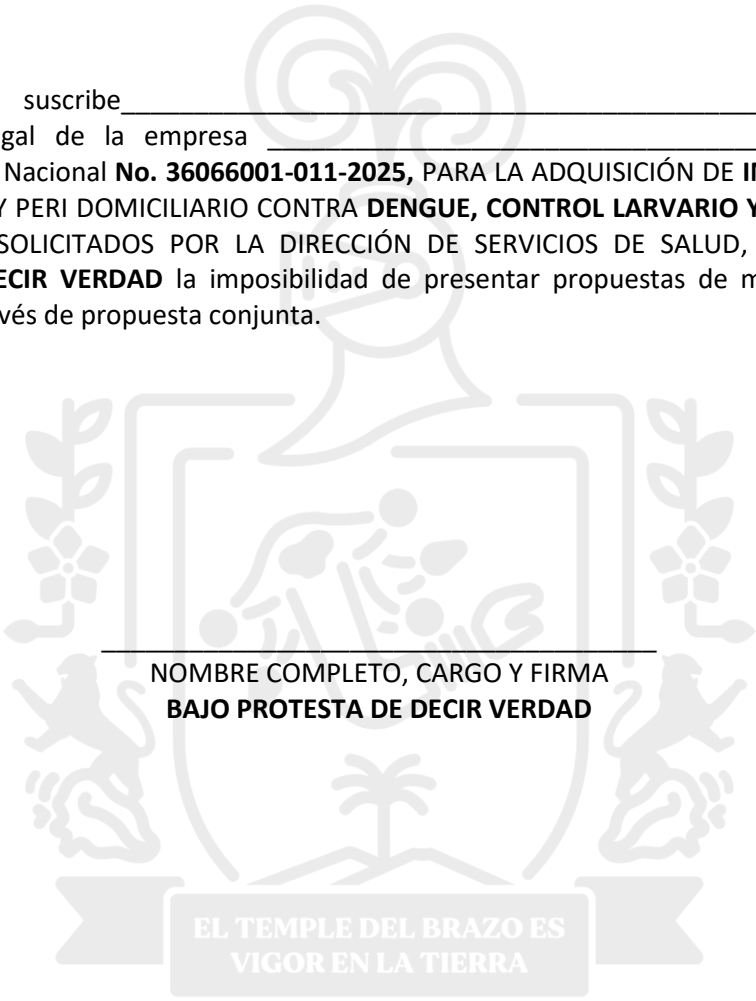 suscribe____________________________________________
gal de la empresa ________________________________
Nacional No. 36066001-011-2025, PARA LA ADQUISICIÓN DE
Y PERI DOMICILIARIO CONTRA DENGUE, CONTROL LARVARIO Y
SOLICITADOS POR LA DIRECCIÓN DE SERVICIOS DE SALUD,
ECIR VERDAD la imposibilidad de presentar propuestas de m
vés de propuesta conjunta.
______________________________________
NOMBRE COMPLETO, CARGO Y FIRMA
BAJO PROTESTA DE DECIR VERDAD
EL TEMPLE DEL BRAZO ES
VIGOR EN LA TIERRA